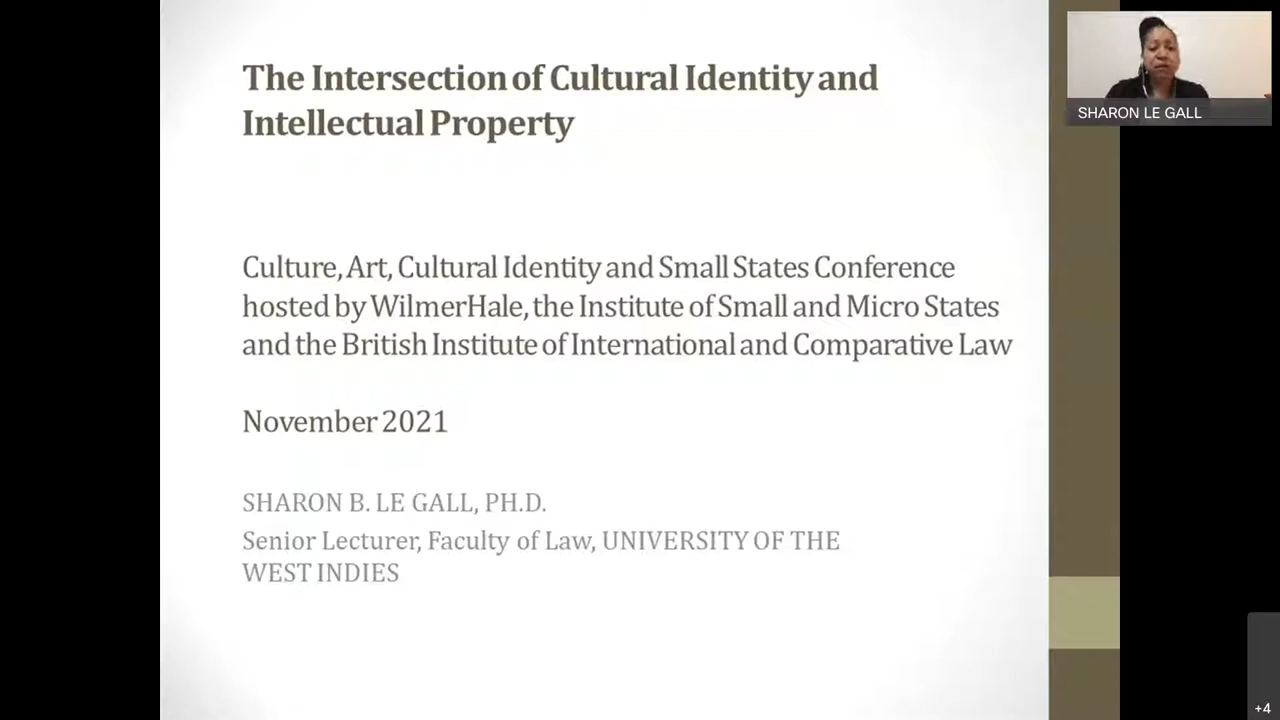 The Intersection of Cultural Identity and
Intellectual Property
Culture, Art, Cultural Identity and Small States Conference
hosted by WilmerHale, the Institute of Small and Micro States
and the British Institute of International and Comparative Law
November 2021
SHARON B. LE GALL, PH.D.
Senior Lecturer, Faculty of Law, UNIVERSITY OF THE
WEST INDIES
SHARON LE GALL
+4